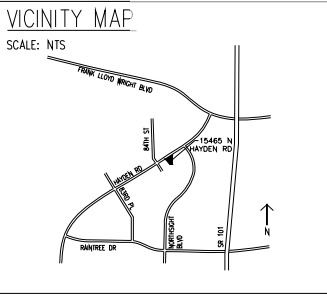 VICINITY MAP
SCALE: NTS
FRANK LLOYD WRIGHT BLVD
84TH ST
15465 N
HAYDEN RD
HAYDEN RD
83RD PL
NORTHSIGHT
BLVD
SR 101
RAINTREE DR
N